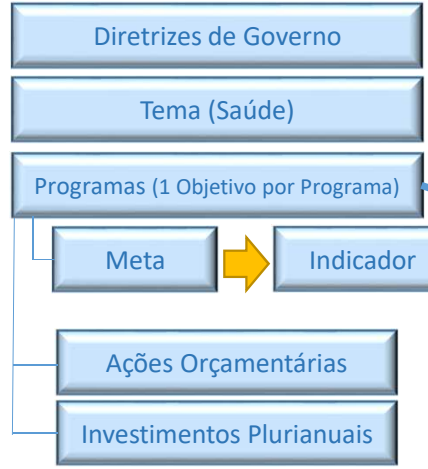 Diretrizes de Governo
Tema (Saúde)
Programas (1 Objetivo por Programa)
Meta
Indicador
Ações Orçamentárias
Investimentos Plurianuais